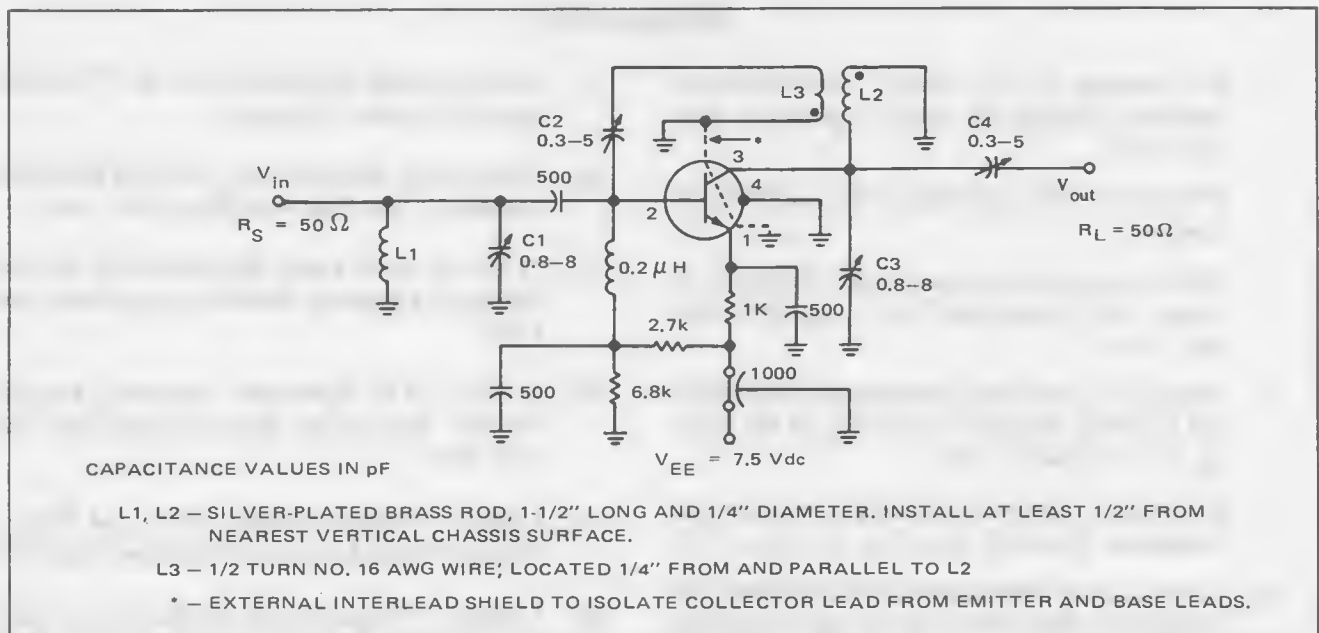 L3
L2
C2
0.3–5
*
C4
0.3–5
3
4
V in
500
2
V out
R S = 50 Ω
1
R L = 50 Ω
L1
C1
0.8–8
0.2 μ H
C3
0.8–8
1K
500
2.7k
500
6.8k
1000
V EE = 7.5 Vdc
CAPACITANCE VALUES IN pF
L1, L2 – SILVER-PLATED BRASS ROD, 1-1/2" LONG AND 1/4" DIAMETER. INSTALL AT LEAST 1/2" FROM
NEAREST VERTICAL CHASSIS SURFACE.
L3 – 1/2 TURN NO. 16 AWG WIRE; LOCATED 1/4" FROM AND PARALLEL TO L2
* – EXTERNAL INTERLEAD SHIELD TO ISOLATE COLLECTOR LEAD FROM EMITTER AND BASE LEADS.